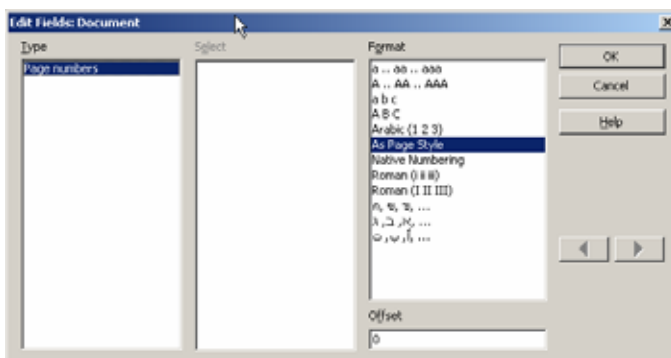 Edit Fields: Document
Type
Page numbers
Select
Format
a .. aa .. aaa
A .. AA .. AAA
a b c
A B C
Arabic (1 2 3)
As Page Style
Native Numbering
Roman (i ii iii)
Roman (I II III)
א, ב, ג, ...
أ, ب, ت, ...
Offset
0
OK
Cancel
Help